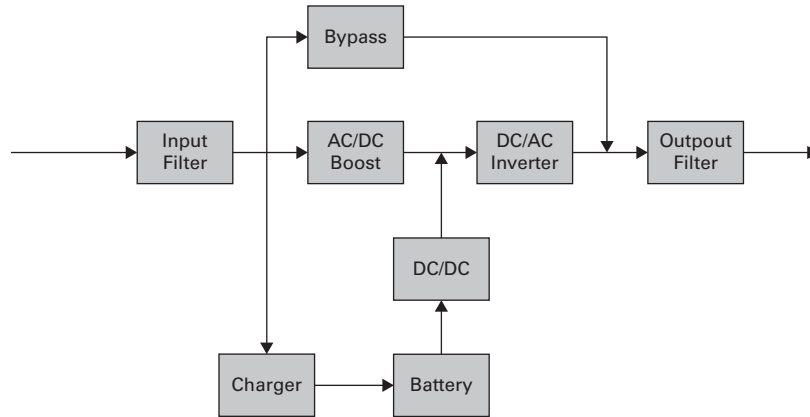 Bypass
Input
Filter
AC/DC
Boost
DC/AC
Inverter
Outpout
Filter
DC/DC
Charger
Battery